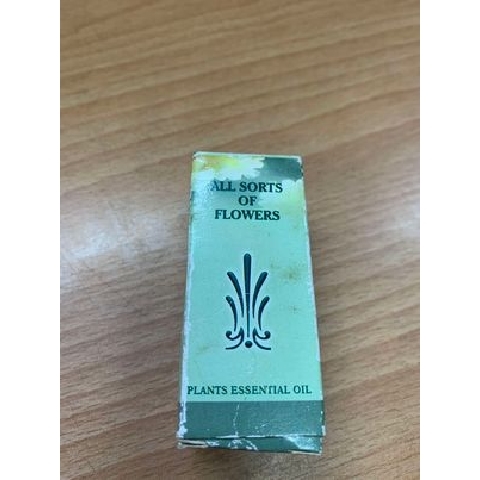 ALL SORTS
OF
FLOWERS
PLANTS ESSENTIAL OIL